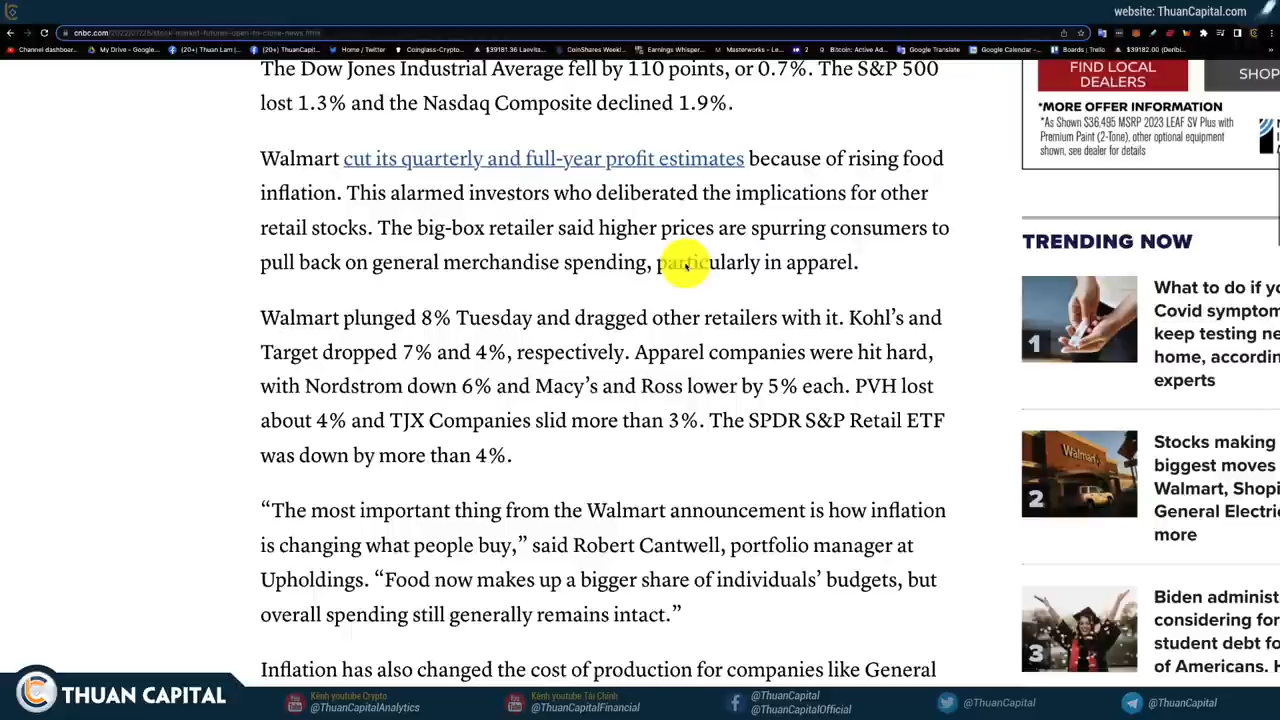 website: ThuanCapital.com
cnbc.com/2022/07/25/stock-market-futures-open-to-close-news.html
Channel dashboar... My Drive - Google... (20+) Thuan Lam |... (20+) ThuanCapit... Home / Twitter Coinglass-Crypto... $39181.36 Laevita... CoinShares Weekl... Earnings Whisper... Masterworks - Le... 2 Bitcoin: Active Ad... Google Translate Google Calendar -... Boards | Trello $39182.00 (Deribi...
The Dow Jones Industrial Average fell by 110 points, or 0.7%. The S&P 500
lost 1.3% and the Nasdaq Composite declined 1.9%.
Walmart cut its quarterly and full-year profit estimates because of rising food
inflation. This alarmed investors who deliberated the implications for other
retail stocks. The big-box retailer said higher prices are spurring consumers to
pull back on general merchandise spending, particularly in apparel.
Walmart plunged 8% Tuesday and dragged other retailers with it. Kohl’s and
Target dropped 7% and 4%, respectively. Apparel companies were hit hard,
with Nordstrom down 6% and Macy’s and Ross lower by 5% each. PVH lost
about 4% and TJX Companies slid more than 3%. The SPDR S&P Retail ETF
was down by more than 4%.
“The most important thing from the Walmart announcement is how inflation
is changing what people buy,” said Robert Cantwell, portfolio manager at
Upholdings. “Food now makes up a bigger share of individuals’ budgets, but
overall spending still generally remains intact.”
Inflation has also changed the cost of production for companies like General
FIND LOCAL
DEALERS
SHOP
*MORE OFFER INFORMATION
*As Shown $36,495 MSRP 2023 LEAF SV Plus with
Premium Paint (2-Tone), other optional equipment
shown, see dealer for details
TRENDING NOW
1
What to do if yo
Covid symptom
keep testing ne
home, accordin
experts
2
Stocks making
biggest moves
Walmart, Shopi
General Electri
more
3
Biden administ
considering for
student debt fo
of Americans. H
THUAN CAPITAL
Kênh youtube Crypto
@ThuanCapitalAnalytics
Kênh youtube Tài Chính
@ThuanCapitalFinancial
@ThuanCapital
@ThuanCapitalOfficial
@ThuanCapital
@ThuanCapital